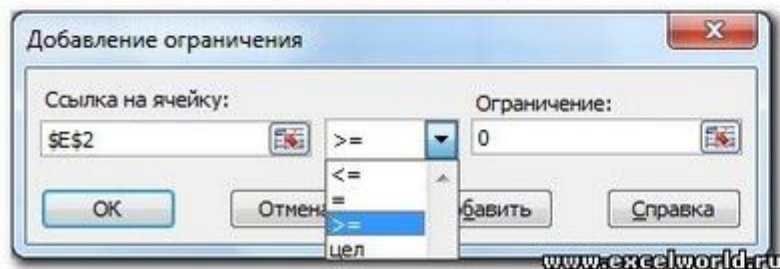 Добавление ограничения
Ссылка на ячейку:
Ограничение:
$E$2
>=
0
<=
=
>=
цел
OK
Справка
www.excelworld.ru